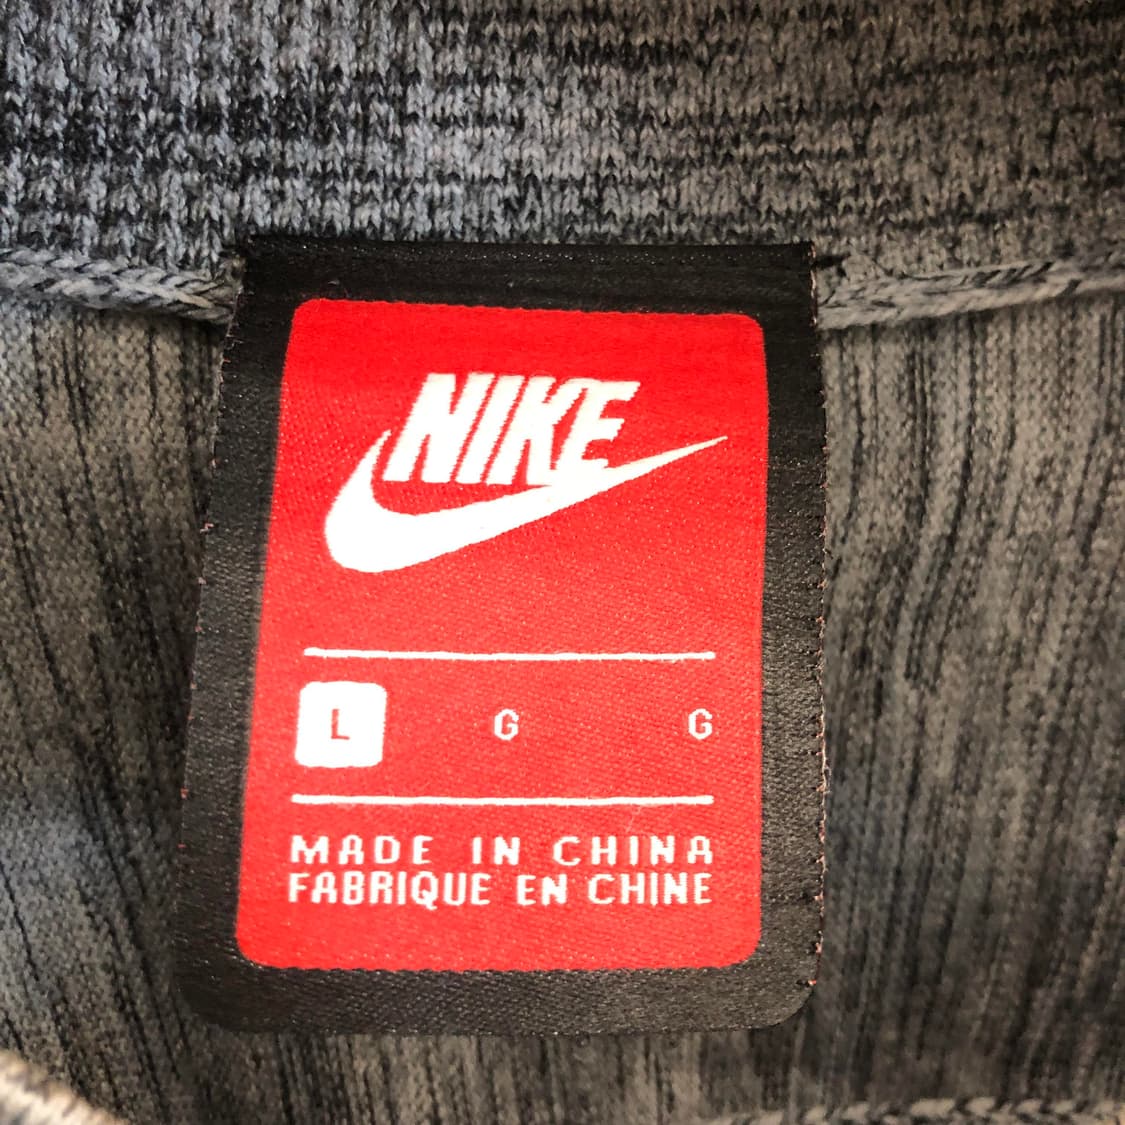 NIKE
L G G
MADE IN CHINA
FABRIQUE EN CHINE